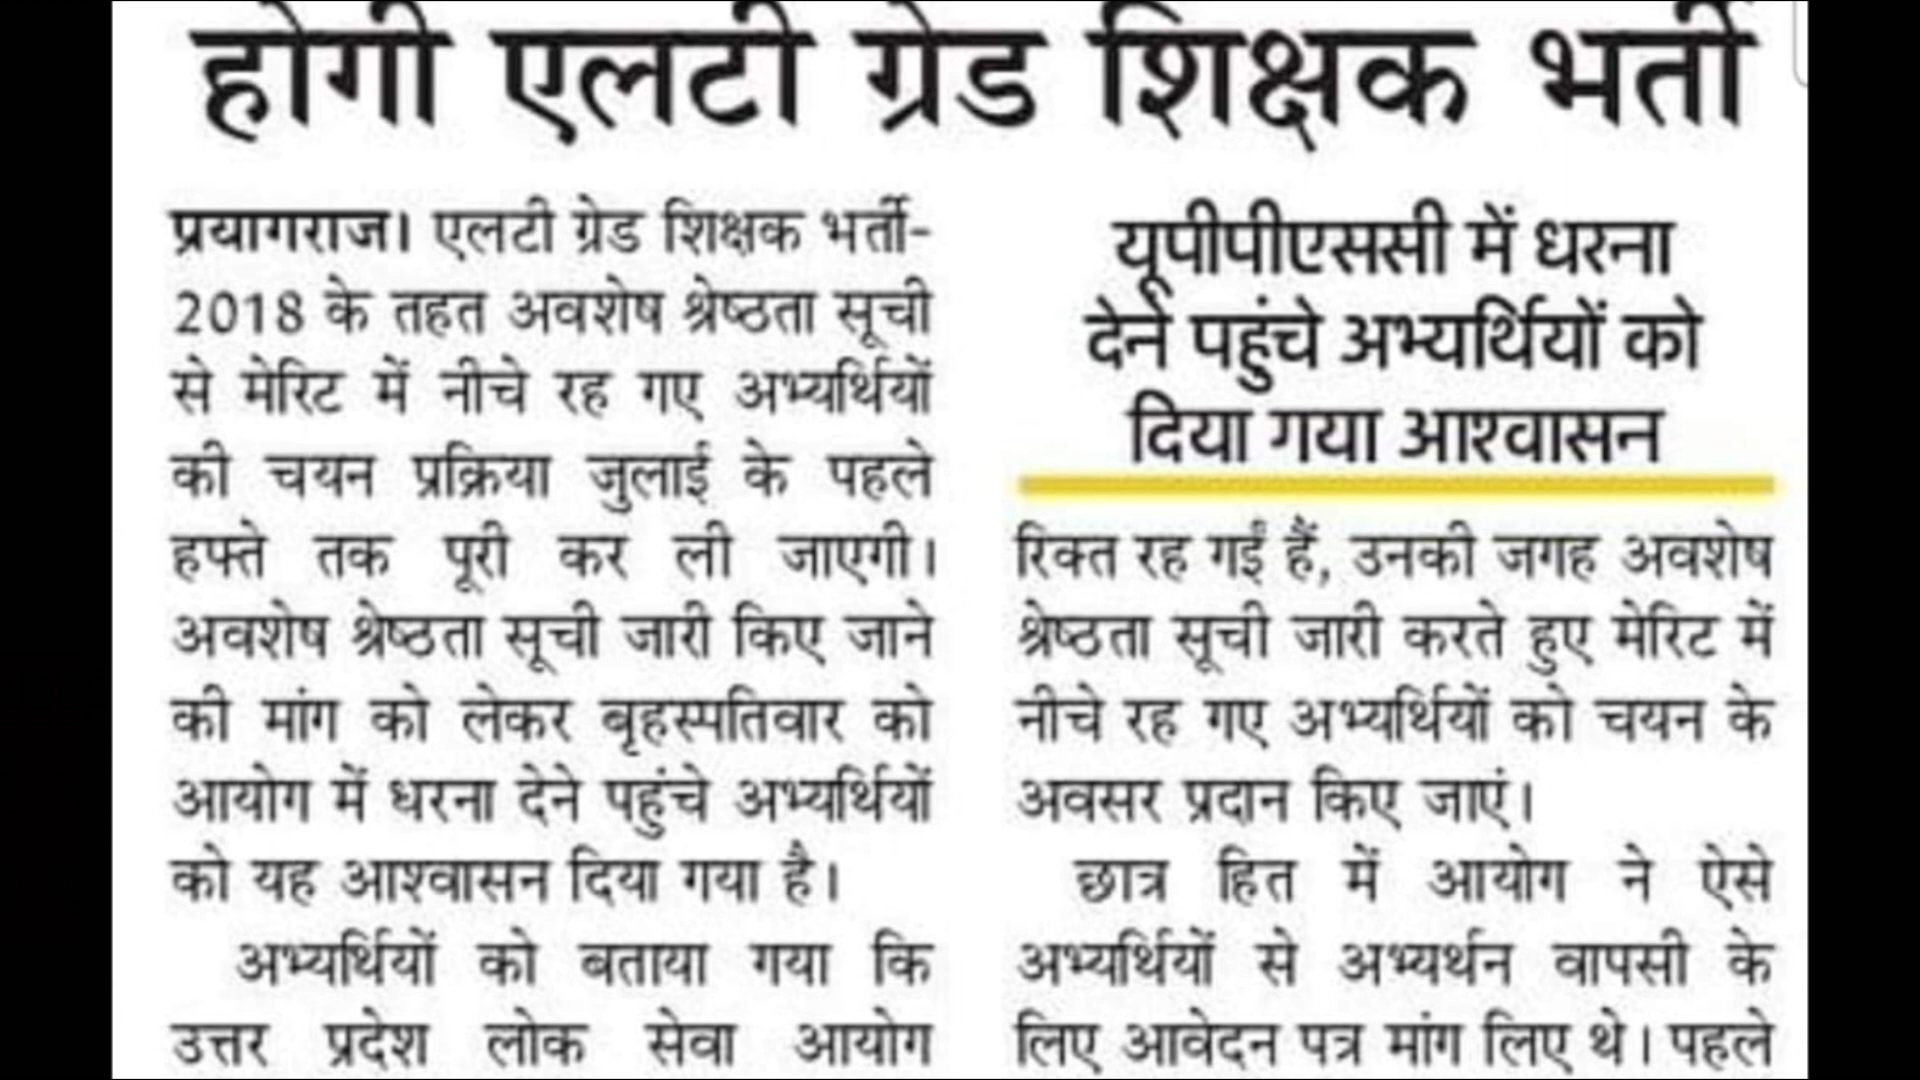 होगी एलटी ग्रेड शिक्षक भर्ती
प्रयागराज। एलटी ग्रेड शिक्षक भर्ती-
2018 के तहत अवशेष श्रेष्ठता सूची
से मेरिट में नीचे रह गए अभ्यर्थियों
की चयन प्रक्रिया जुलाई के पहले
हफ्ते तक पूरी कर ली जाएगी।
अवशेष श्रेष्ठता सूची जारी किए जाने
की मांग को लेकर बृहस्पतिवार को
आयोग में धरना देने पहुंचे अभ्यर्थियों
को यह आश्वासन दिया गया है।
अभ्यर्थियों को बताया गया कि
उत्तर प्रदेश लोक सेवा आयोग
यूपीपीएससी में धरना
देने पहुंचे अभ्यर्थियों को
दिया गया आश्वासन
रिक्त रह गईं हैं, उनकी जगह अवशेष
श्रेष्ठता सूची जारी करते हुए मेरिट में
नीचे रह गए अभ्यर्थियों को चयन के
अवसर प्रदान किए जाएं।
छात्र हित में आयोग ने ऐसे
अभ्यर्थियों से अभ्यर्थन वापसी के
लिए आवेदन पत्र मांग लिए थे। पहले